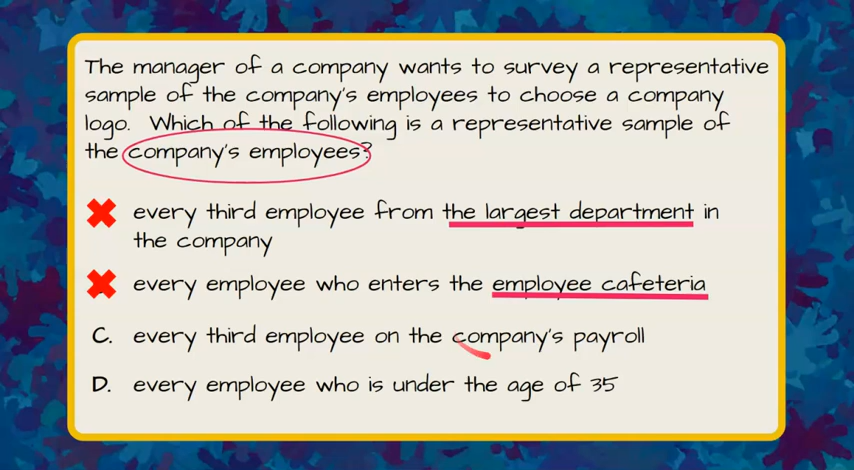 The manager of a company wants to survey a representative
sample of the company's employees to choose a company
logo. Which of the following is a representative sample of
the company's employees?
every third employee from the largest department in
the company
every employee who enters the employee cafeteria
C. every third employee on the company's payroll
D. every employee who is under the age of 35